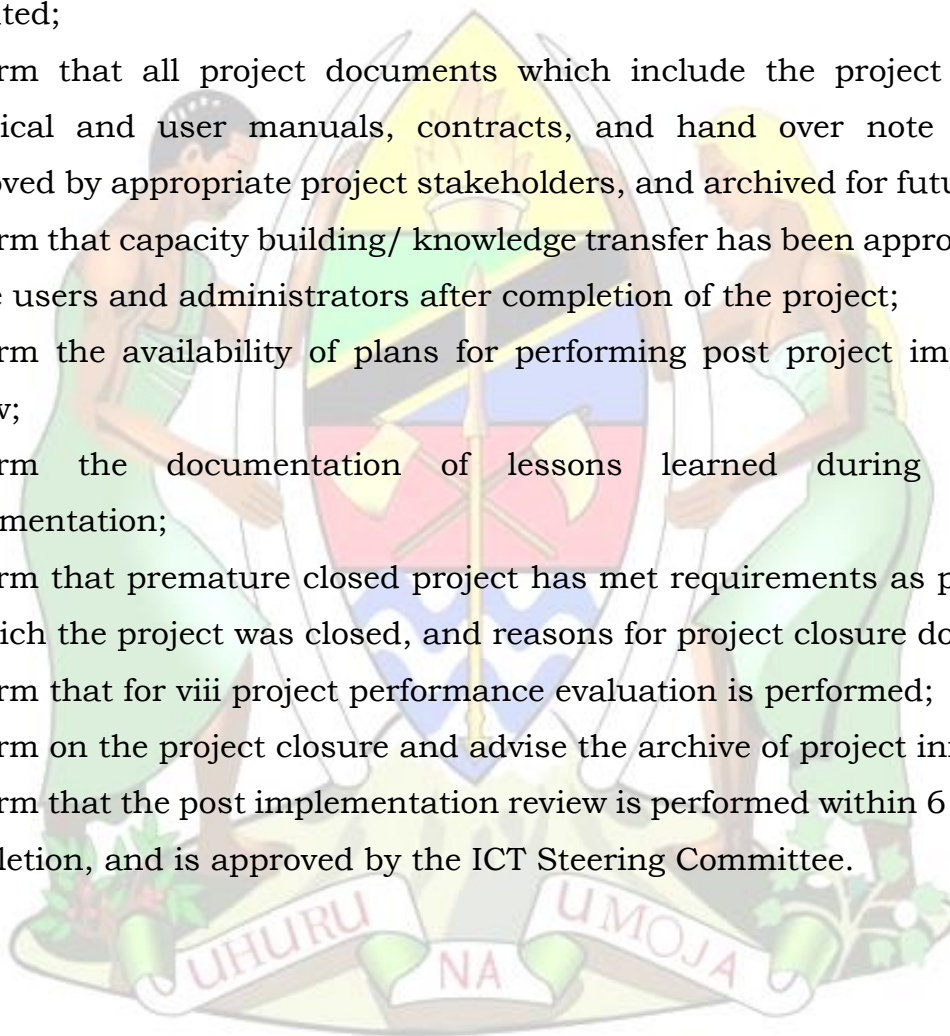 ted;
rm that all project documents which include the project
ical and user manuals, contracts, and hand over note
oved by appropriate project stakeholders, and archived for futu
rm that capacity building/ knowledge transfer has been appro
e users and administrators after completion of the project;
rm the availability of plans for performing post project im
w;
rm the documentation of lessons learned during
mentation;
rm that premature closed project has met requirements as p
ich the project was closed, and reasons for project closure do
rm that for viii project performance evaluation is performed;
rm on the project closure and advise the archive of project in
rm that the post implementation review is performed within 6
letion, and is approved by the ICT Steering Committee.
UHURU NA UMOJA